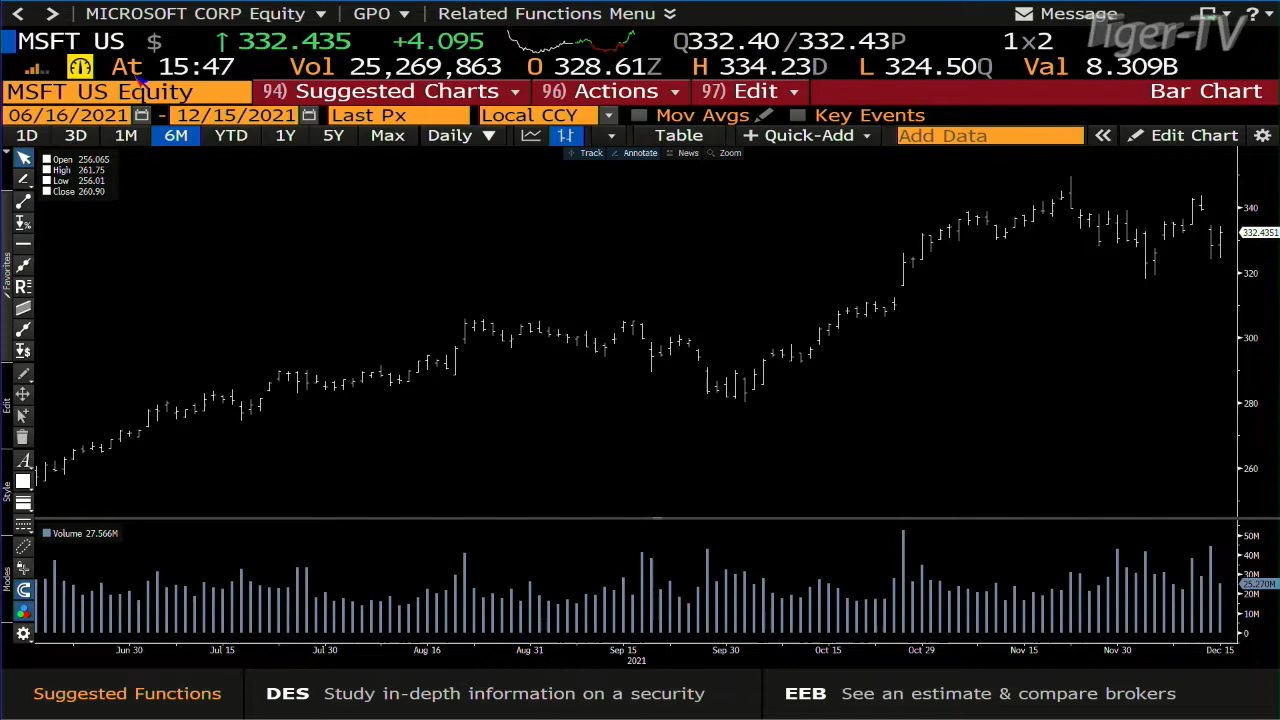 < > MICROSOFT CORP Equity ▼ GPO ▼ Related Functions Menu Message ?
Tiger-TV
MSFT US $ ↑ 332.435 +4.095 Q332.40 /332.43P 1×2
At 15:47 Vol 25,269,863 O 328.61Z H 334.23D L 324.50Q Val 8.309B
MSFT US Equity 94) Suggested Charts 96) Actions 97) Edit Bar Chart
06/16/2021 - 12/15/2021 Last Px Local CCY Mov Avgs Key Events
1D 3D 1M 6M YTD 1Y 5Y Max Daily ▼ Table + Quick-Add Add Data « Edit Chart
Track Annotate News Zoom
Open 256.065
High 261.75
Low 256.01
Close 260.90
340
332.4351
320
300
280
260
Favorites
Edit
Style
Modes
Volume 27.566M
50M
40M
30M
25.270M
20M
10M
0
Jun 30 Jul 15 Jul 30 Aug 16 Aug 31 Sep 15 Sep 30 Oct 15 Oct 29 Nov 15 Nov 30 Dec 15
2021
Suggested Functions DES Study in-depth information on a security EEB See an estimate & compare brokers